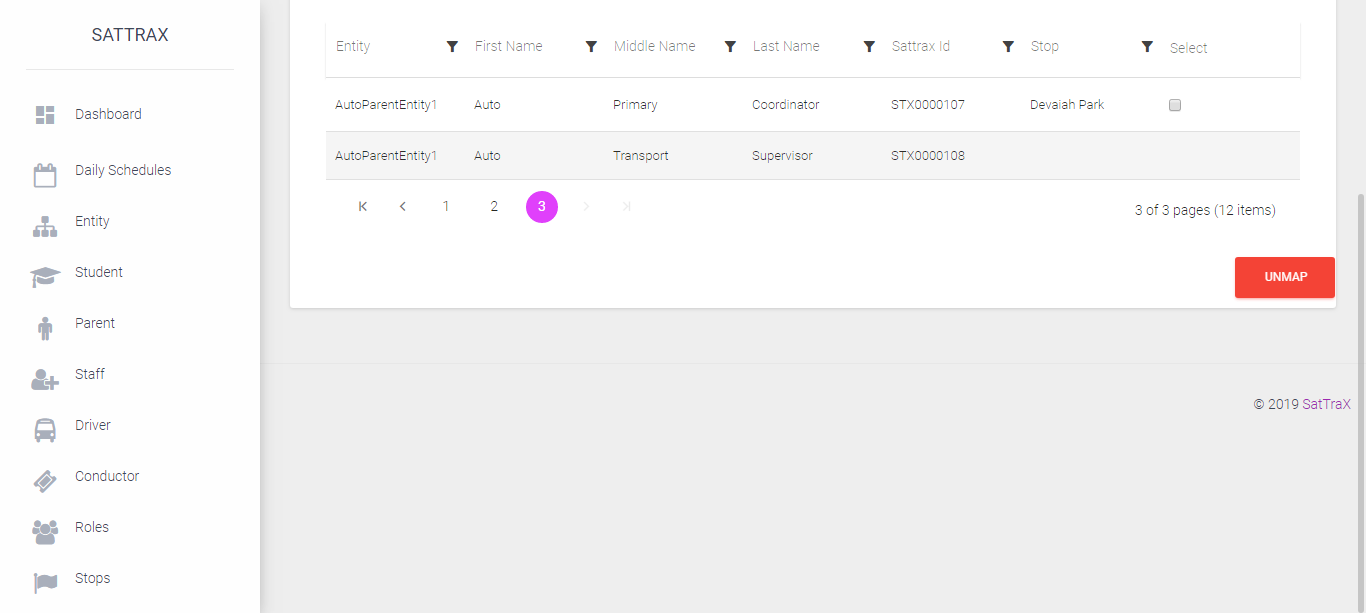 SATTRAX
Dashboard
Daily Schedules
Entity
Student
Parent
Staff
Driver
Conductor
Roles
Stops
Entity First Name Middle Name Last Name Sattrax Id Stop Select
AutoParentEntity1 Auto Primary Coordinator STX0000107 Devaiah Park
AutoParentEntity1 Auto Transport Supervisor STX0000108
1 2 3 3 of 3 pages (12 items)
UNMAP
© 2019 SatTraX